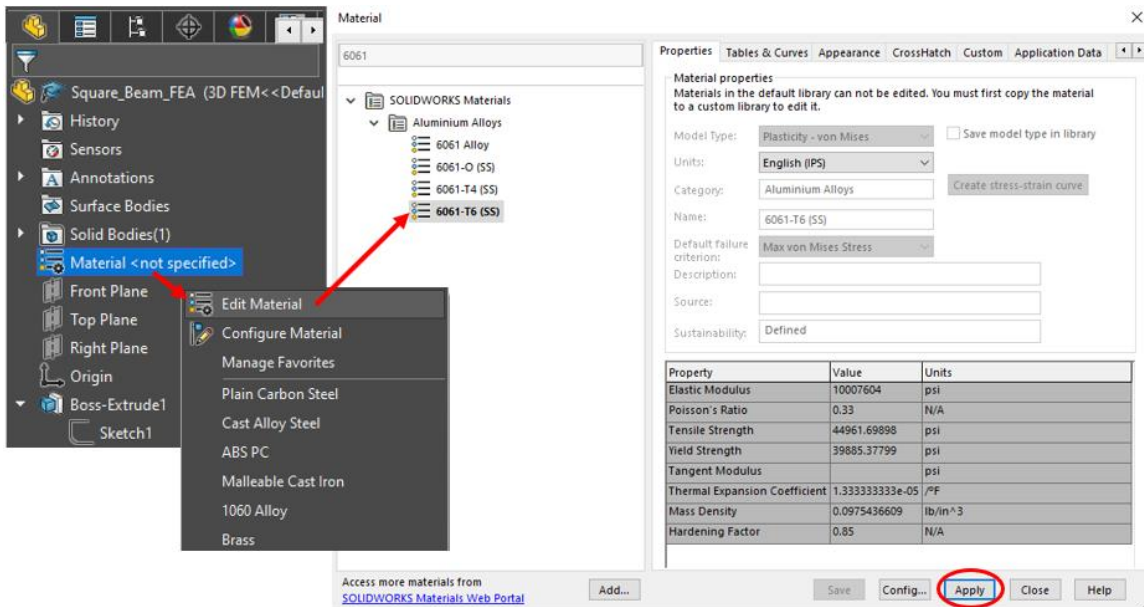 Square_Beam_FEA (3D FEM<<Defaul
History
Sensors
Annotations
Surface Bodies
Solid Bodies(1)
Material <not specified>
Front Plane
Top Plane
Right Plane
Origin
Boss-Extrude1
Sketch1
Edit Material
Configure Material
Manage Favorites
Plain Carbon Steel
Cast Alloy Steel
ABS PC
Malleable Cast Iron
1060 Alloy
Brass
Material
6061
SOLIDWORKS Materials
Aluminium Alloys
6061 Alloy
6061-O (SS)
6061-T4 (SS)
6061-T6 (SS)
Access more materials from
SOLIDWORKS Materials Web Portal
Add...
Properties Tables & Curves Appearance CrossHatch Custom Application Data
Material properties
Materials in the default library can not be edited. You must first copy the material
to a custom library to edit it.
Model Type: Plasticity - von Mises Save model type in library
Units: English (IPS)
Category: Aluminium Alloys Create stress-strain curve
Name: 6061-T6 (SS)
Default failure
criterion: Max von Mises Stress
Description:
Source:
Sustainability: Defined
Property Value Units
Elastic Modulus 10007604 psi
Poisson's Ratio 0.33 N/A
Tensile Strength 44961.69898 psi
Yield Strength 39885.37799 psi
Tangent Modulus psi
Thermal Expansion Coefficient 1.333333333e-05 /°F
Mass Density 0.0975436609 lb/in^3
Hardening Factor 0.85 N/A
Save Config... Apply Close Help